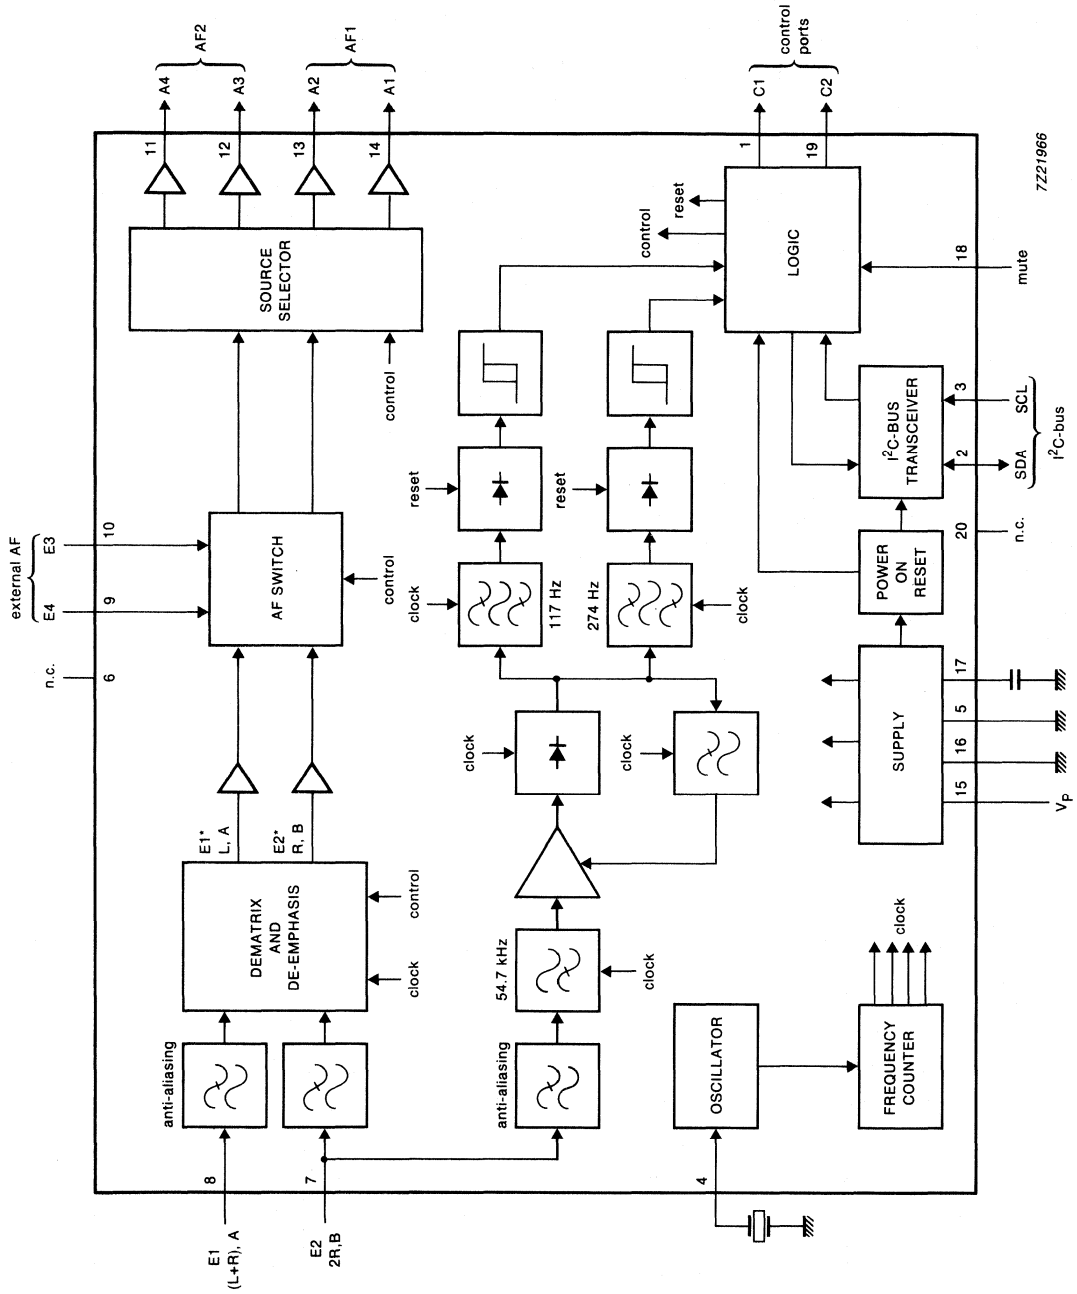 AF2
AF1
A4
A3
A2
A1
11
12
13
14
SOURCE
SELECTOR
control
external AF
E4
E3
n.c.
6
9
10
AF SWITCH
control
E1*
L, A
E2*
R, B
DEMATRIX
AND
DE-EMPHASIS
clock
control
anti-aliasing
8
7
E1
(L+R), A
E2
2R,B
control
ports
C1
C2
1
19
LOGIC
control
reset
18
mute
reset
reset
clock
117 Hz
274 Hz
clock
clock
clock
54.7 kHz
clock
anti-aliasing
I²C-BUS
TRANSCEIVER
3
2
SCL
SDA
I²C-bus
POWER
ON
RESET
20
n.c.
SUPPLY
17
5
16
15
VP
OSCILLATOR
4
FREQUENCY
COUNTER
clock
7Z21966